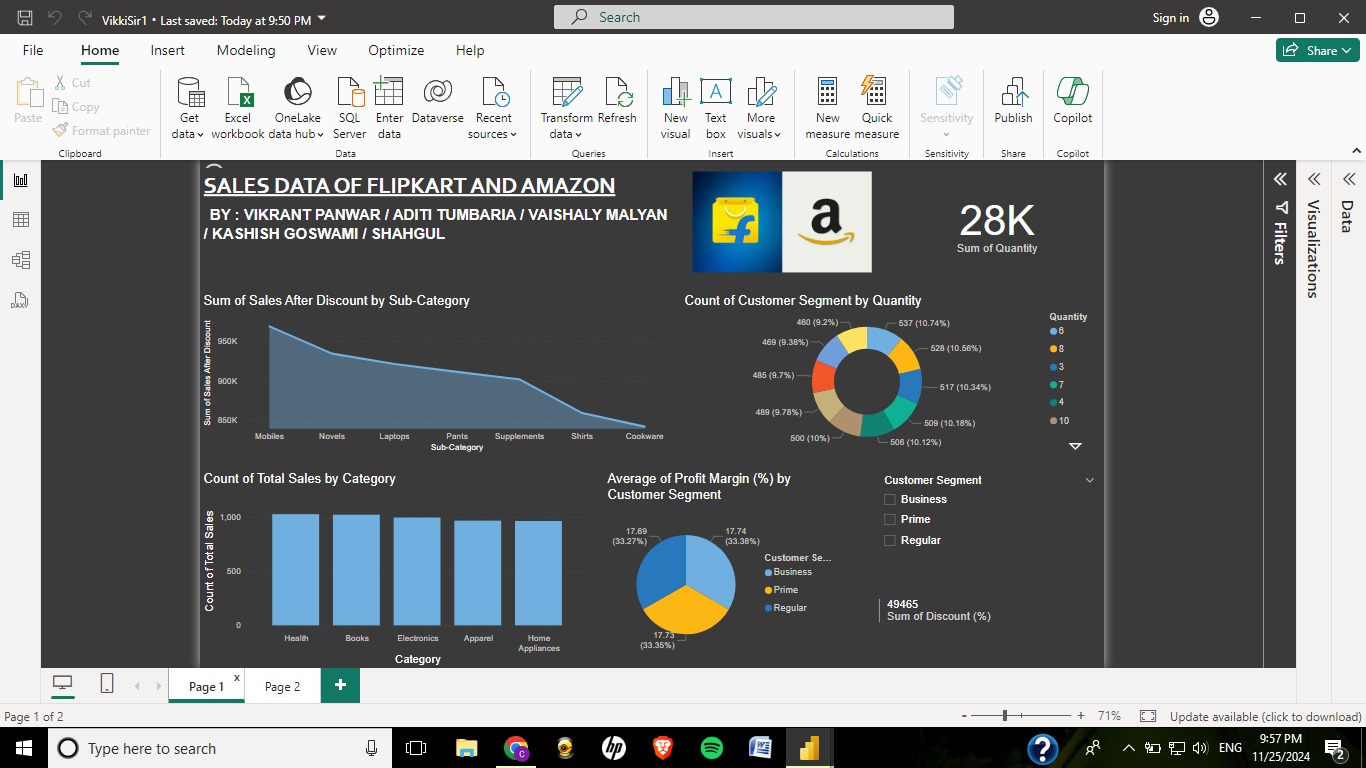 VikkiSir1 • Last saved: Today at 9:50 PM
Search
Sign in
File Home Insert Modeling View Optimize Help
Share
Paste
Cut
Copy
Format painter
Clipboard
Get data
Excel workbook
OneLake data hub
SQL Server
Enter data
Dataverse
Recent sources
Data
Transform data
Refresh
Queries
New visual
Text box
More visuals
Insert
New measure
Quick measure
Calculations
Sensitivity
Sensitivity
Publish
Share
Copilot
Copilot
SALES DATA OF FLIPKART AND AMAZON
BY : VIKRANT PANWAR / ADITI TUMBARIA / VAISHALY MALYAN
/ KASHISH GOSWAMI / SHAHGUL
f
a
28K
Sum of Quantity
Filters
Visualizations
Data
Sum of Sales After Discount by Sub-Category
Sum of Sales After Discount
950K
900K
850K
Mobiles Novels Laptops Pants Supplements Shirts Cookware
Sub-Category
Count of Customer Segment by Quantity
460 (9.2%)
537 (10.74%)
469 (9.38%)
528 (10.56%)
485 (9.7%)
517 (10.34%)
489 (9.78%)
509 (10.18%)
500 (10%)
506 (10.12%)
Quantity
6
8
3
7
4
10
Count of Total Sales by Category
Count of Total Sales
1,000
500
0
Health Books Electronics Apparel Home
Appliances
Category
Average of Profit Margin (%) by
Customer Segment
17.69
(33.27%)
17.74
(33.38%)
17.73
(33.35%)
Customer Se...
Business
Prime
Regular
Customer Segment
Business
Prime
Regular
49465
Sum of Discount (%)
Page 1 x
Page 2
+
Page 1 of 2
- + 71%
Update available (click to download)
Type here to search
hp
W
?
ENG
9:57 PM
11/25/2024
2